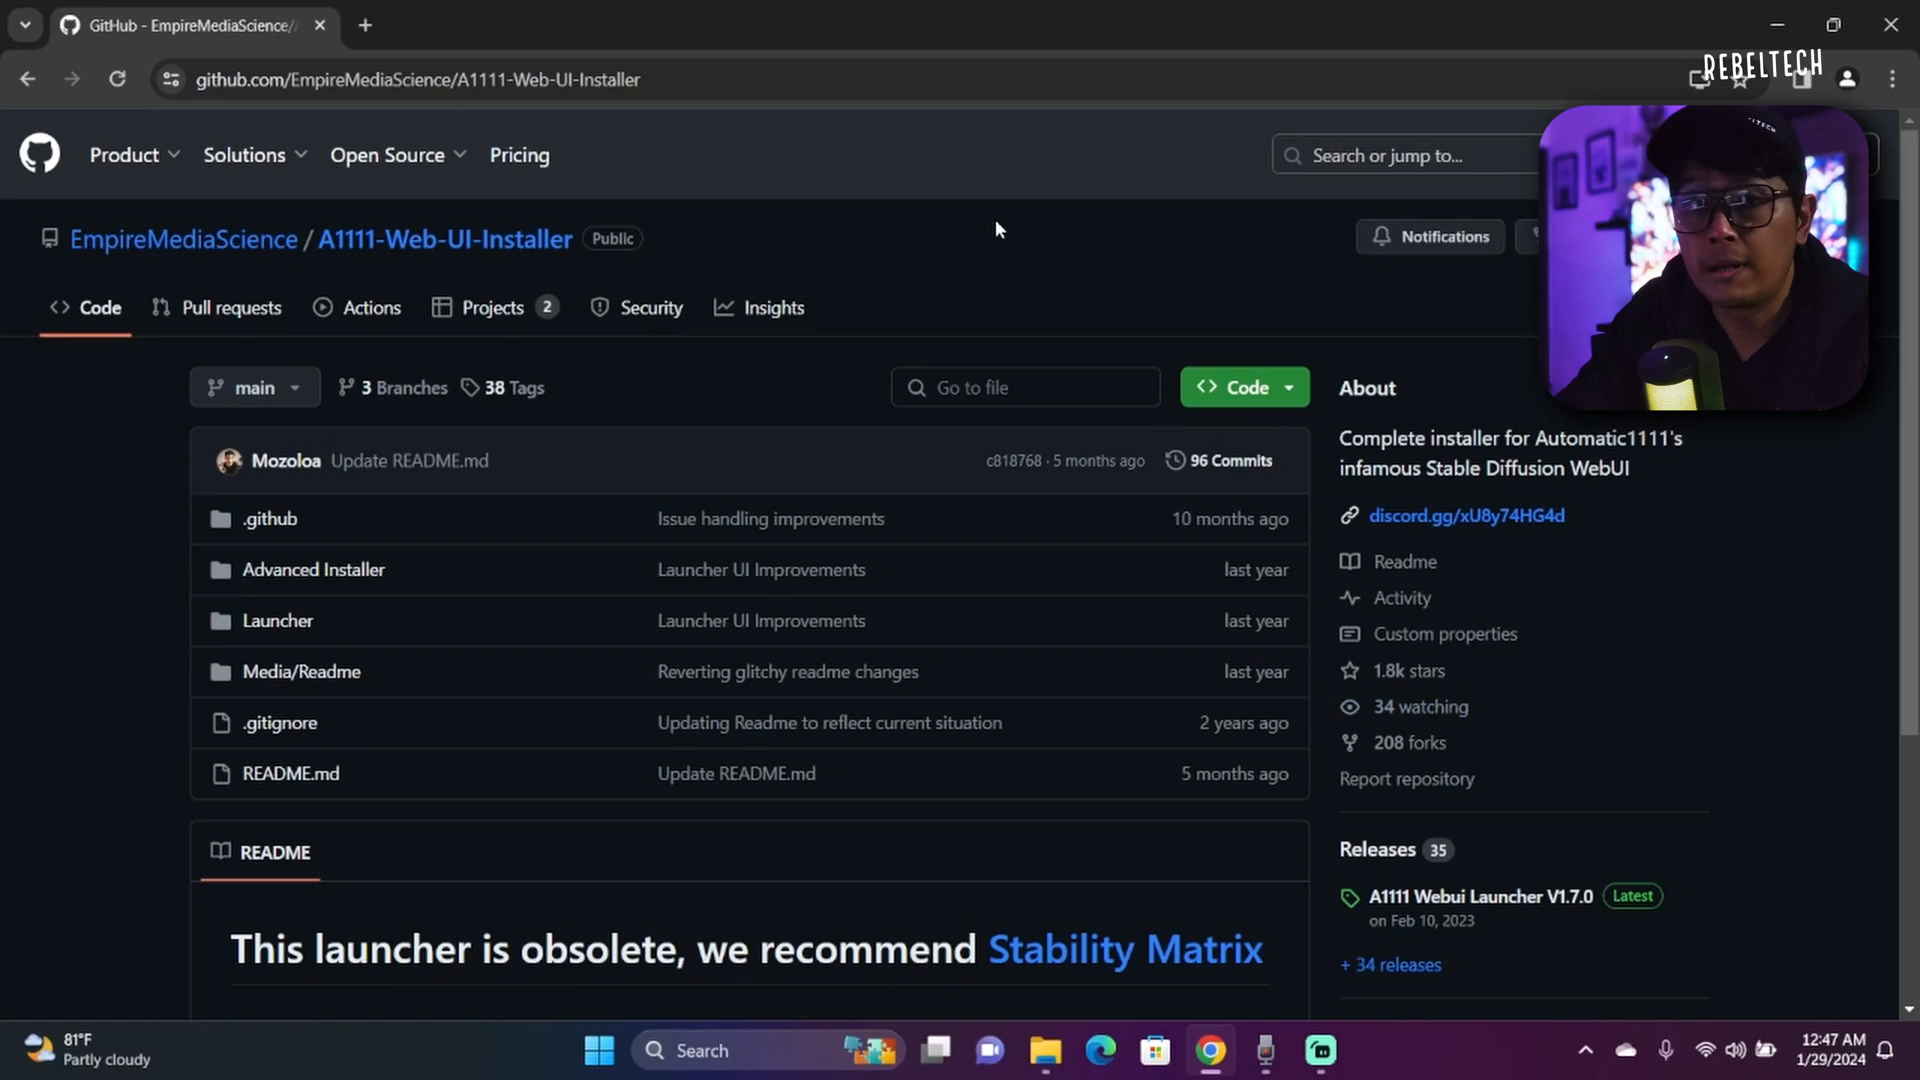 GitHub - EmpireMediaScience/
github.com/EmpireMediaScience/A1111-Web-UI-Installer
REBELTECH
Product
Solutions
Open Source
Pricing
Search or jump to...
EmpireMediaScience / A1111-Web-UI-Installer
Public
Notifications
Code
Pull requests
Actions
Projects 2
Security
Insights
main
3 Branches
38 Tags
Go to file
Code
Mozoloa Update README.md
c818768 · 5 months ago
96 Commits
.github
Issue handling improvements
10 months ago
Advanced Installer
Launcher UI Improvements
last year
Launcher
Launcher UI Improvements
last year
Media/Readme
Reverting glitchy readme changes
last year
.gitignore
Updating Readme to reflect current situation
2 years ago
README.md
Update README.md
5 months ago
README
This launcher is obsolete, we recommend Stability Matrix
About
Complete installer for Automatic1111's
infamous Stable Diffusion WebUI
discord.gg/xU8y74HG4d
Readme
Activity
Custom properties
1.8k stars
34 watching
208 forks
Report repository
Releases 35
A1111 Webui Launcher V1.7.0 Latest
on Feb 10, 2023
+ 34 releases
81°F
Partly cloudy
Search
12:47 AM
1/29/2024